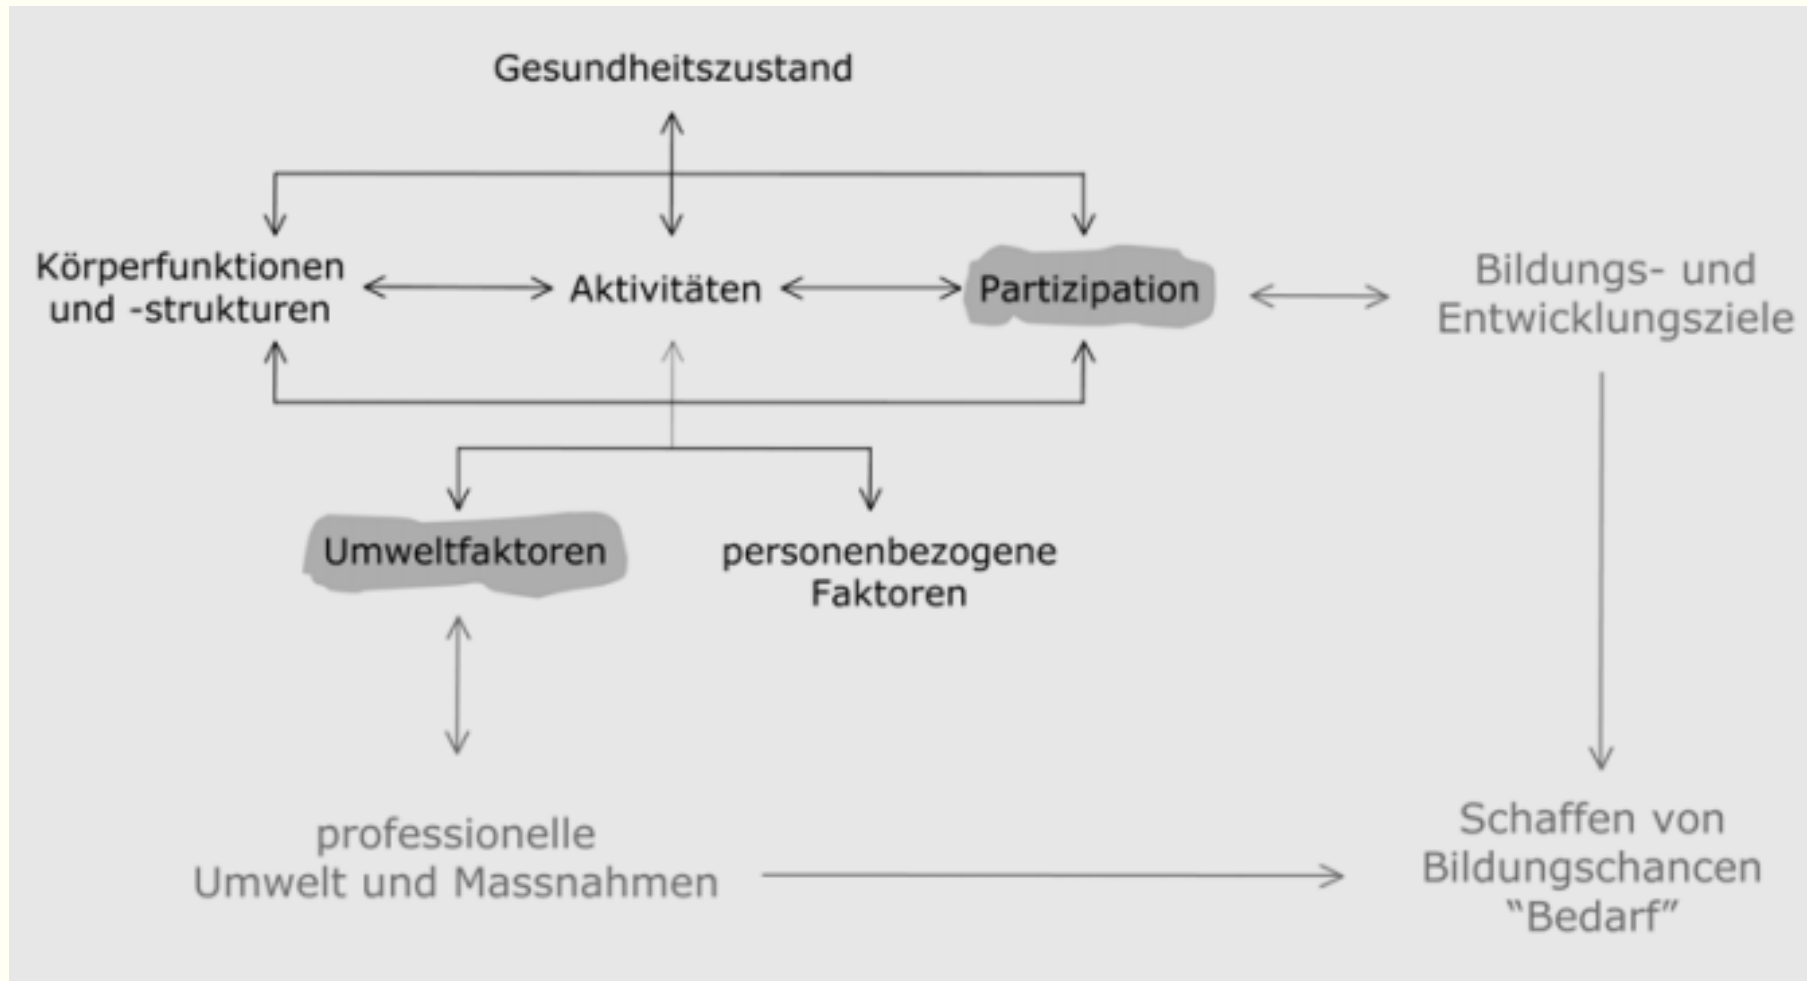 Gesundheitszustand
Körperfunktionen
und -strukturen
Aktivitäten
Partizipation
Bildungs- und
Entwicklungsziele
Umweltfaktoren
personenbezogene
Faktoren
professionelle
Umwelt und Massnahmen
Schaffen von
Bildungschancen
“Bedarf”